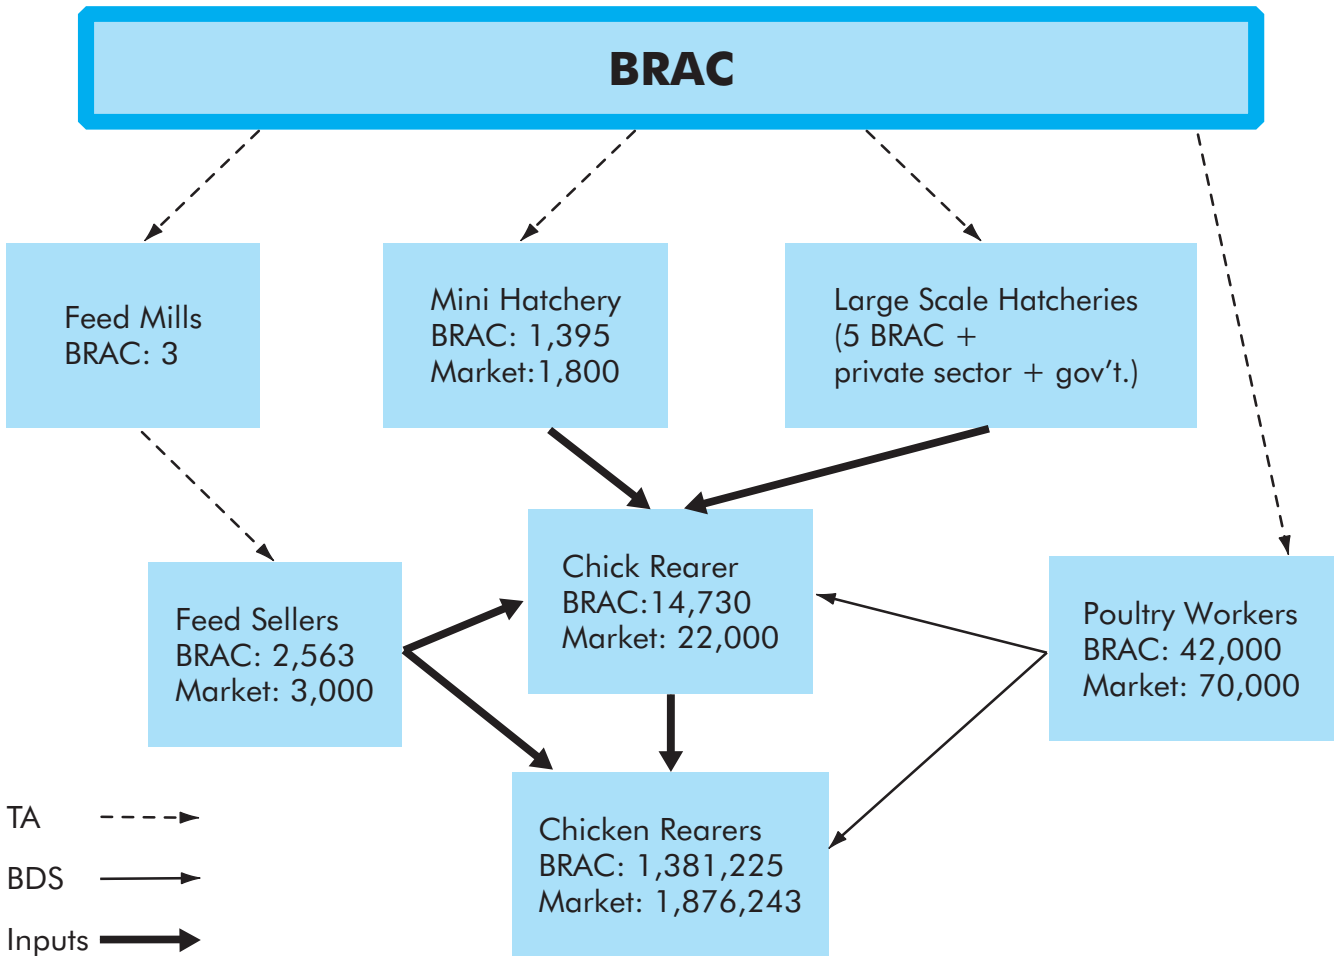 BRAC
Feed Mills
BRAC: 3
Mini Hatchery
BRAC: 1,395
Market:1,800
Large Scale Hatcheries
(5 BRAC +
private sector + gov't.)
Chick Rearer
BRAC:14,730
Market: 22,000
Feed Sellers
BRAC: 2,563
Market: 3,000
Poultry Workers
BRAC: 42,000
Market: 70,000
Chicken Rearers
BRAC: 1,381,225
Market: 1,876,243
TA
BDS
Inputs